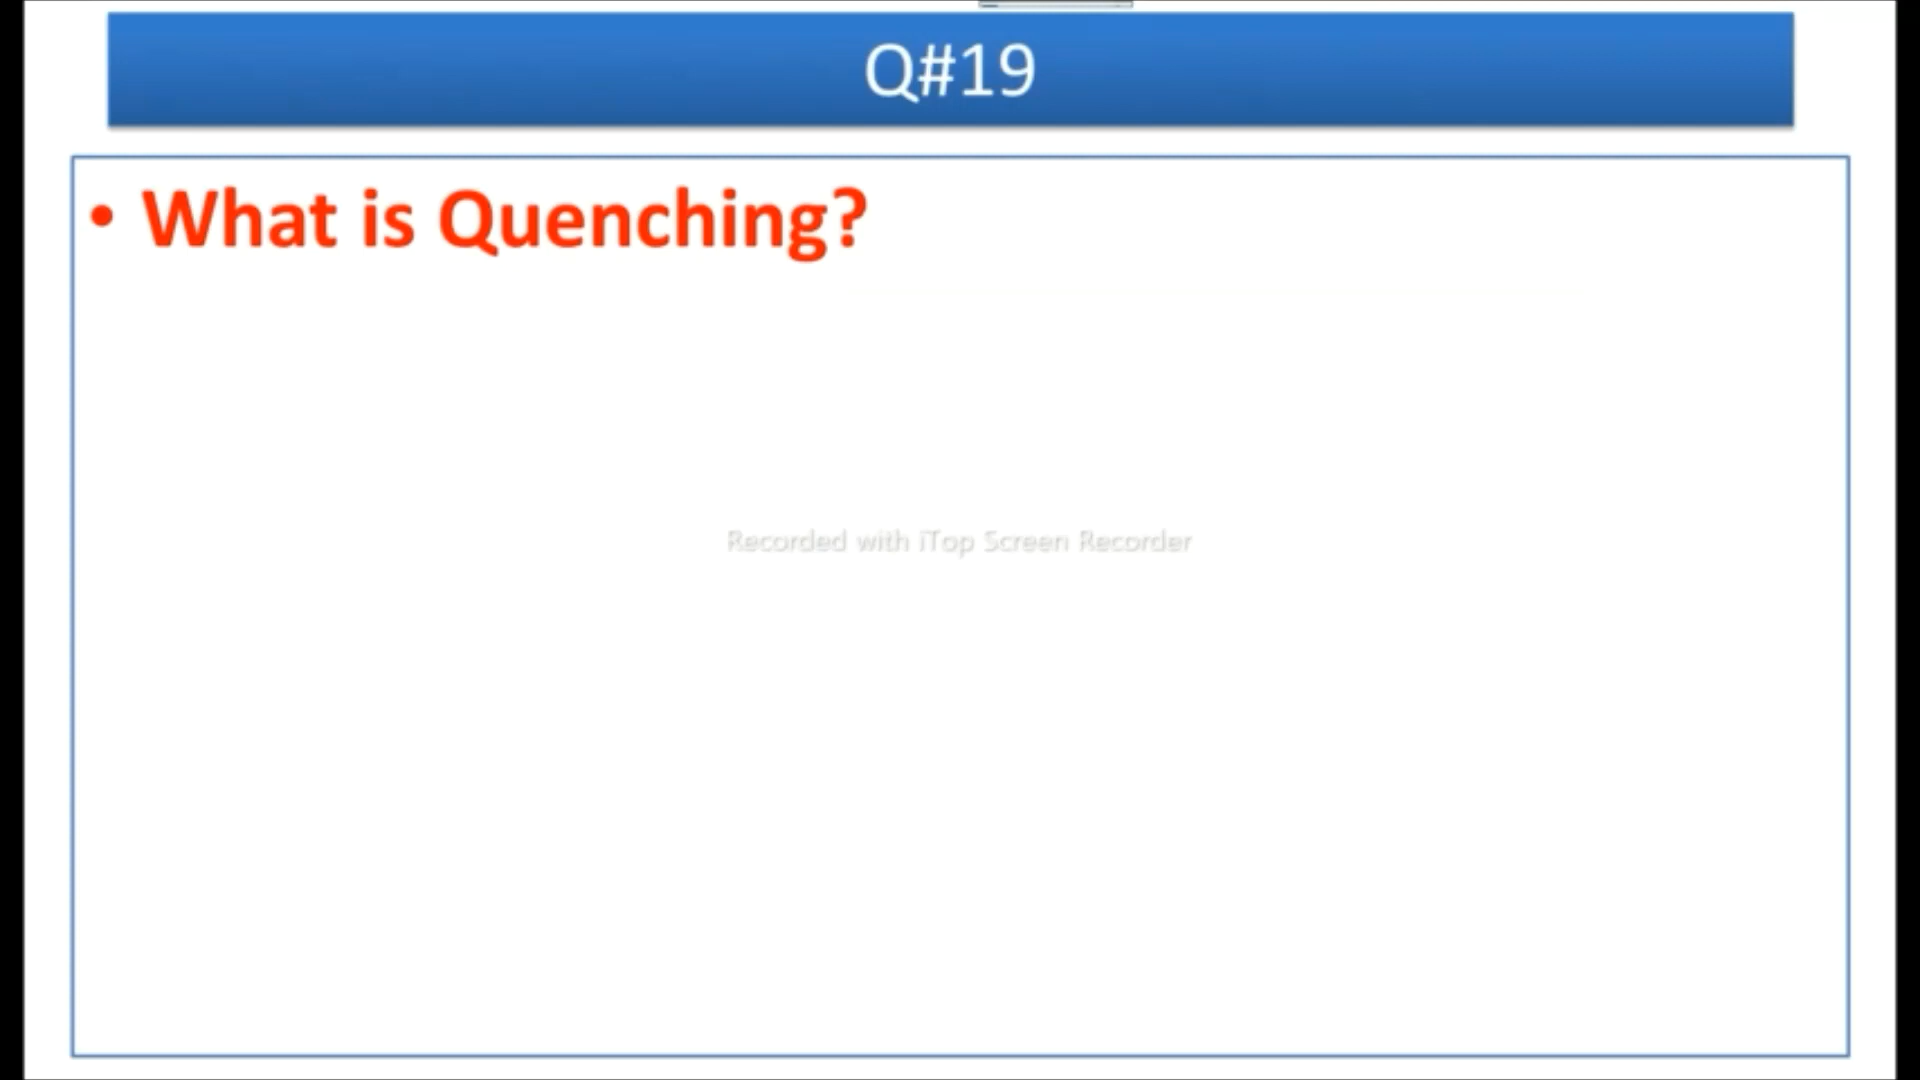 Q#19
• What is Quenching?
Recorded with iTop Screen Recorder